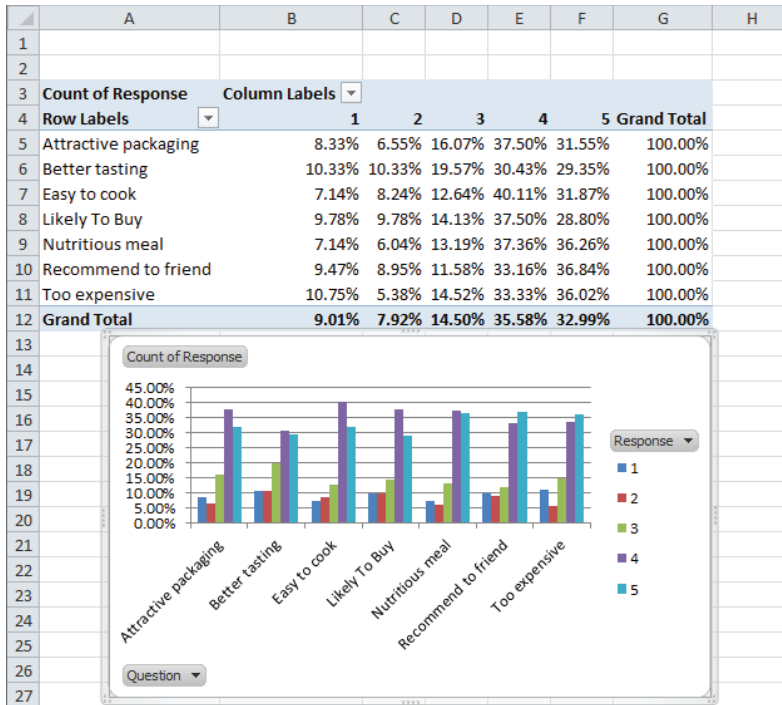 A B C D E F G H
1
2
3 Count of Response Column Labels
4 Row Labels 1 2 3 4 5 Grand Total
5 Attractive packaging 8.33% 6.55% 16.07% 37.50% 31.55% 100.00%
6 Better tasting 10.33% 10.33% 19.57% 30.43% 29.35% 100.00%
7 Easy to cook 7.14% 8.24% 12.64% 40.11% 31.87% 100.00%
8 Likely To Buy 9.78% 9.78% 14.13% 37.50% 28.80% 100.00%
9 Nutritious meal 7.14% 6.04% 13.19% 37.36% 36.26% 100.00%
10 Recommend to friend 9.47% 8.95% 11.58% 33.16% 36.84% 100.00%
11 Too expensive 10.75% 5.38% 14.52% 33.33% 36.02% 100.00%
12 Grand Total 9.01% 7.92% 14.50% 35.58% 32.99% 100.00%
13
14
15
16
17
18
19
20
21
22
23
24
25
26
27
Count of Response
45.00%
40.00%
35.00%
30.00%
25.00%
20.00%
15.00%
10.00%
5.00%
0.00%
Attractive packaging
Better tasting
Easy to cook
Likely To Buy
Nutritious meal
Recommend to friend
Too expensive
Response
1
2
3
4
5
Question